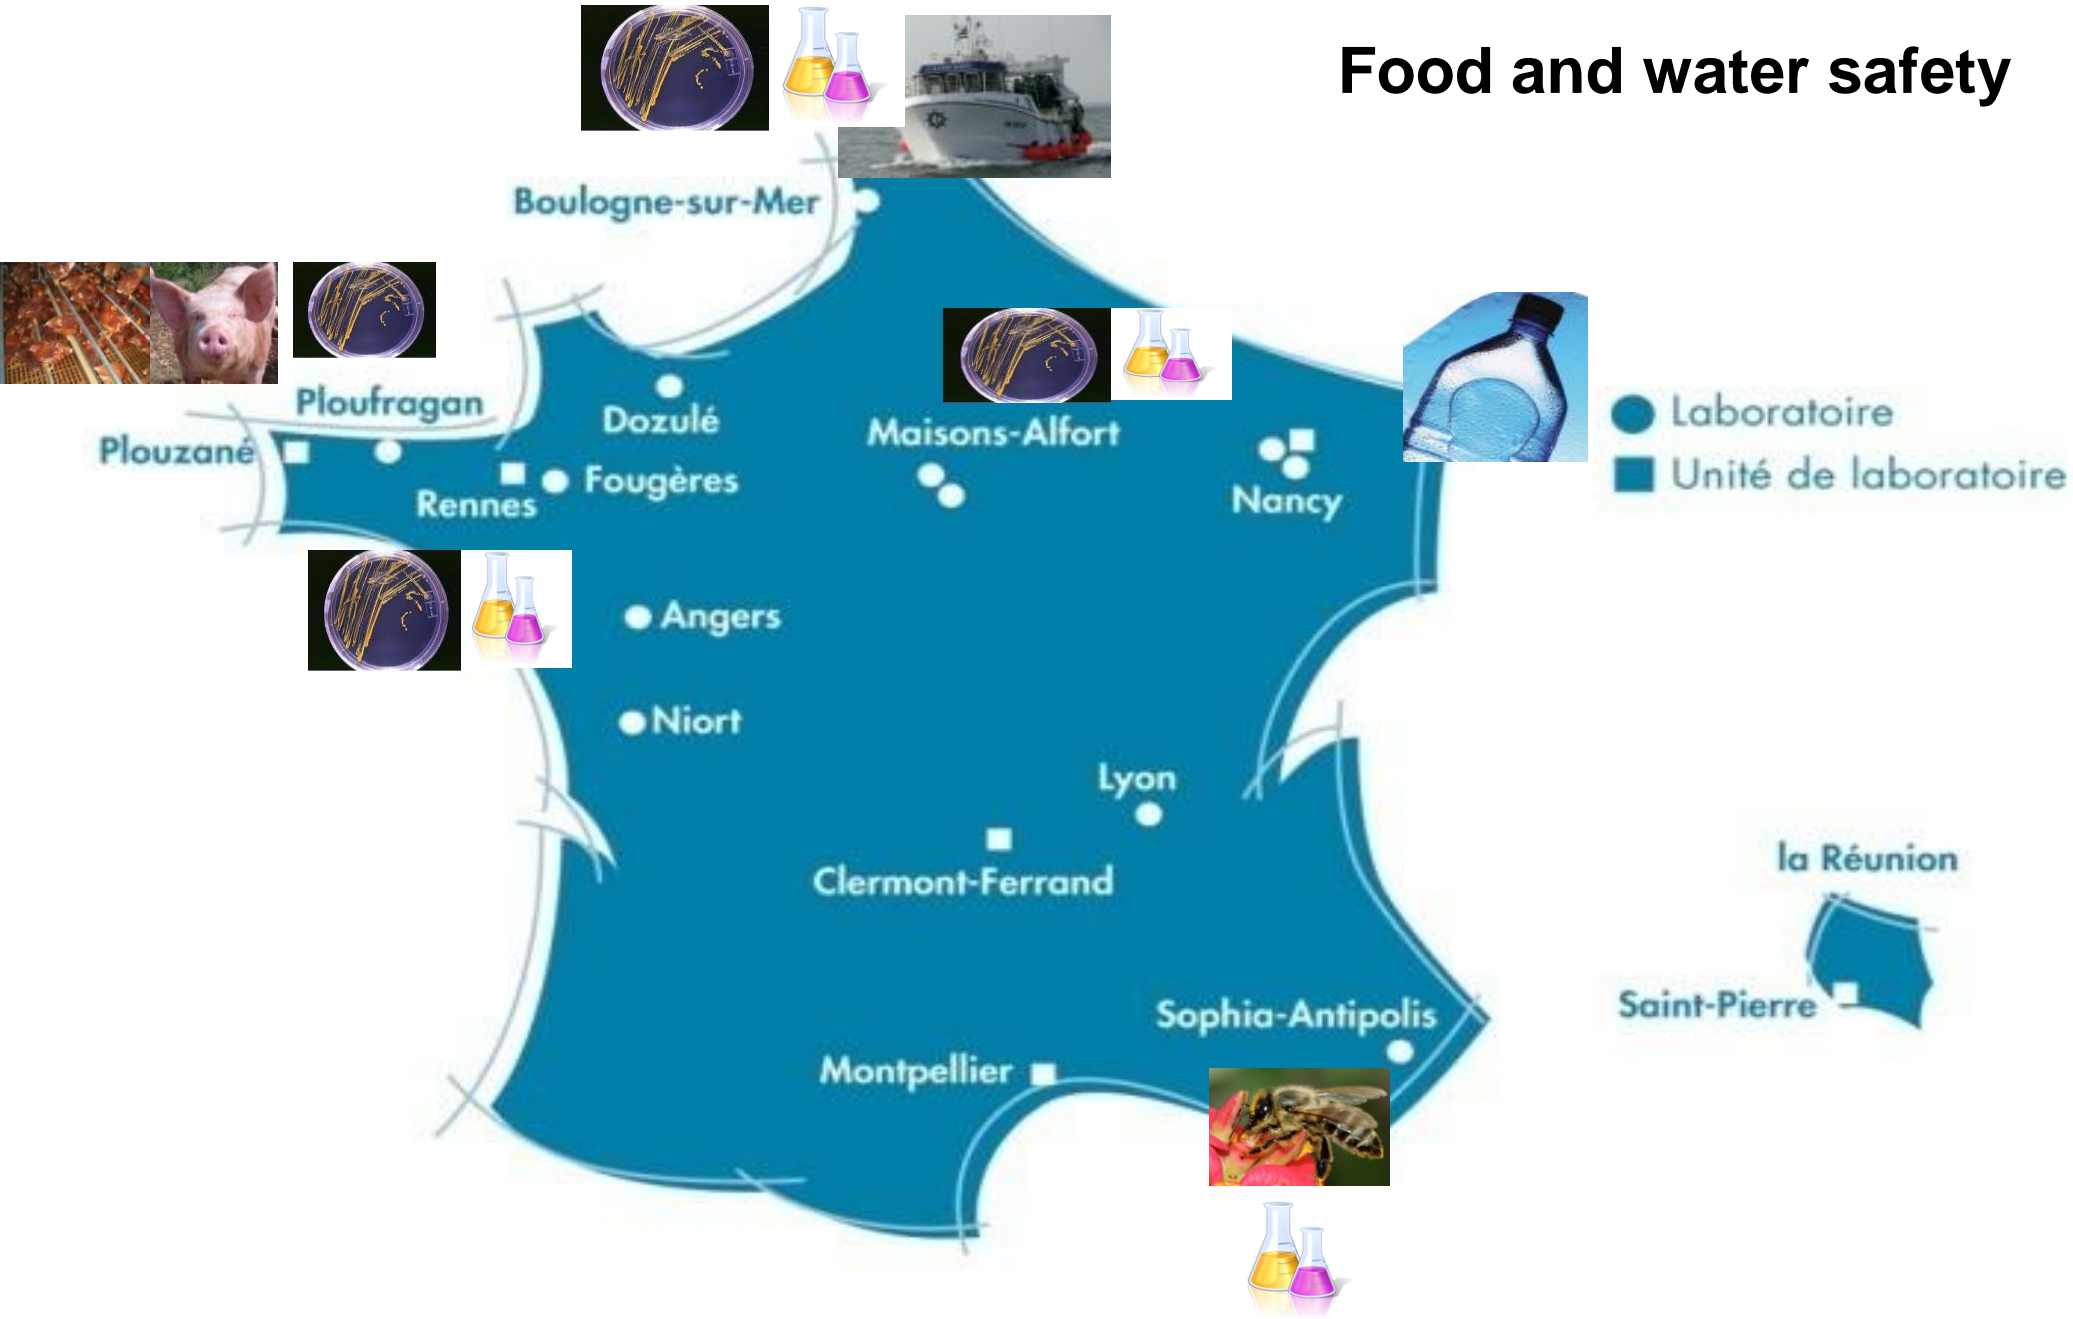 Food and water safety
Boulogne-sur-Mer
Ploufragan
Dozulé
Maisons-Alfort
Laboratoire
Plouzané
Unité de laboratoire
Rennes
Fougères
Nancy
Angers
Niort
Lyon
Clermont-Ferrand
la Réunion
Sophia-Antipolis
Saint-Pierre
Montpellier